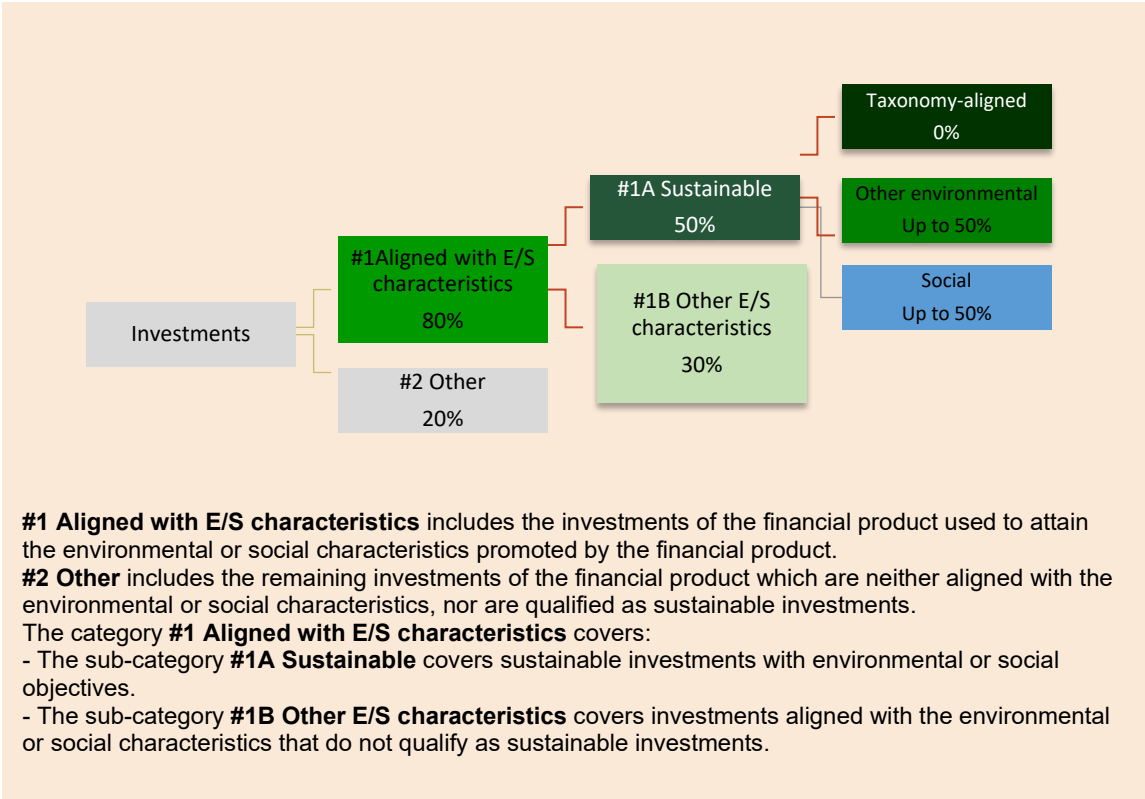 Taxonomy-aligned
0%
#1A Sustainable
50%
Other environmental
Up to 50%
#1Aligned with E/S
characteristics
80%
Social
Up to 50%
#1B Other E/S
characteristics
30%
Investments
#2 Other
20%
#1 Aligned with E/S characteristics includes the investments of the financial product used to attain
the environmental or social characteristics promoted by the financial product.
#2 Other includes the remaining investments of the financial product which are neither aligned with the
environmental or social characteristics, nor are qualified as sustainable investments.
The category #1 Aligned with E/S characteristics covers:
- The sub-category #1A Sustainable covers sustainable investments with environmental or social
objectives.
- The sub-category #1B Other E/S characteristics covers investments aligned with the environmental
or social characteristics that do not qualify as sustainable investments.